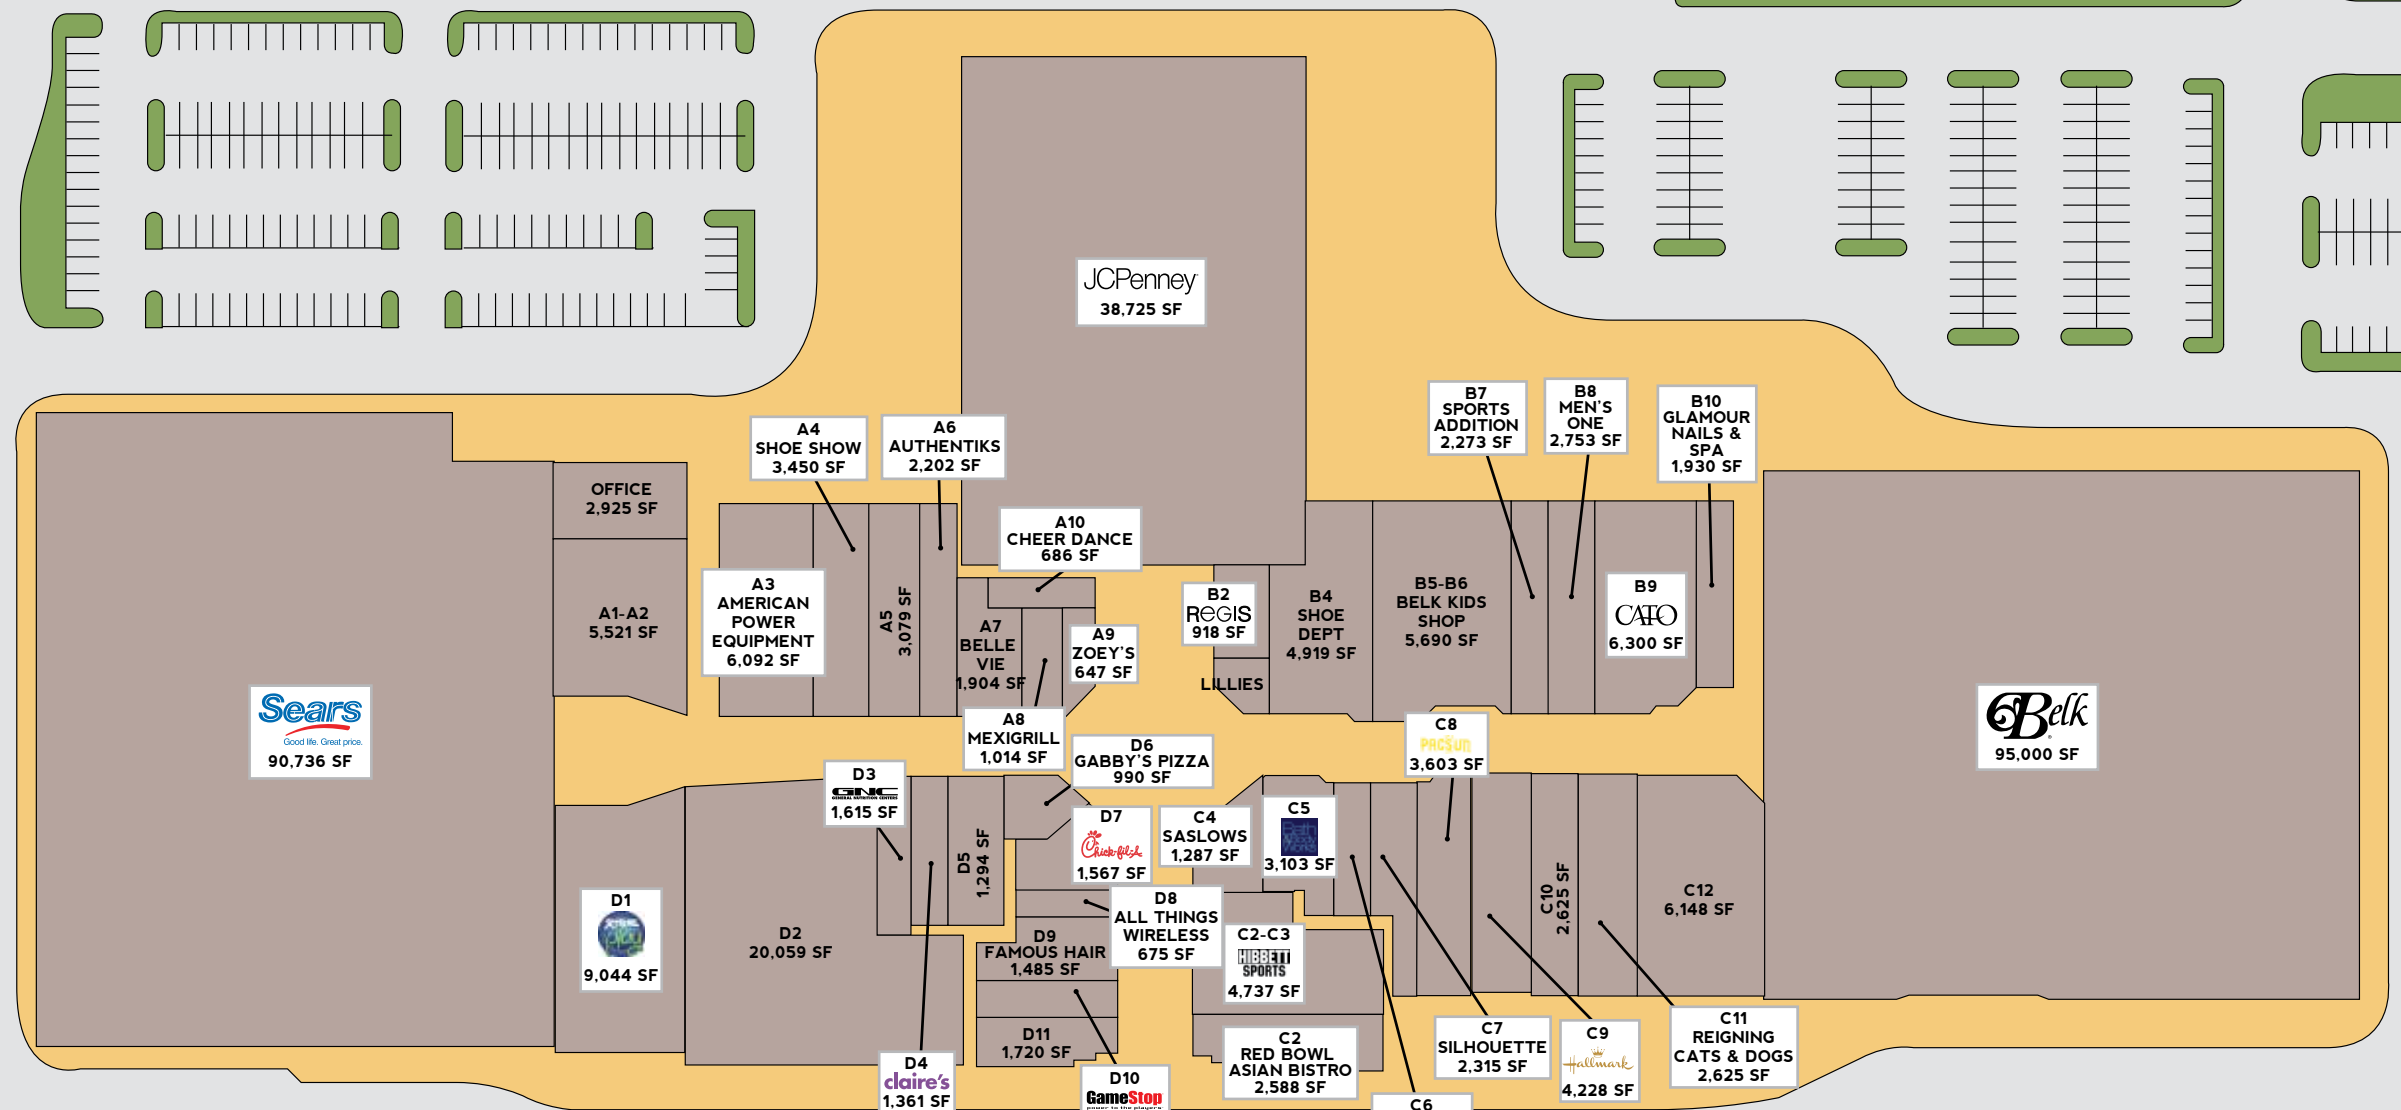 JCPenney
38,725 SF
B7
SPORTS
ADDITION
2,273 SF
B8
MEN'S
ONE
2,753 SF
B10
GLAMOUR
NAILS &
SPA
1,930 SF
A4
SHOE SHOW
3,450 SF
A6
AUTHENTIKS
2,202 SF
OFFICE
2,925 SF
A10
CHEER DANCE
686 SF
A1-A2
5,521 SF
A3
AMERICAN
POWER
EQUIPMENT
6,092 SF
A5
3,079 SF
A7
BELLE
VIE
1,904 SF
A9
ZOEY'S
647 SF
B2
REGIS
918 SF
LILLIES
B4
SHOE
DEPT
4,919 SF
B5-B6
BELK KIDS
SHOP
5,690 SF
B9
CATO
6,300 SF
Sears
Good life. Great price.
90,736 SF
A8
MEXIGRILL
1,014 SF
C8
PACSUN
3,603 SF
Belk
95,000 SF
D6
GABBY'S PIZZA
990 SF
D3
GNC
GENERAL NUTRITION CENTERS
1,615 SF
D5
1,294 SF
D7
Chick-fil-A
1,567 SF
C4
SASLOWS
1,287 SF
C5
Bath
Body
Works
3,103 SF
D1
9,044 SF
D2
20,059 SF
D8
ALL THINGS
WIRELESS
675 SF
D9
FAMOUS HAIR
1,485 SF
C2-C3
HIBBETT
SPORTS
4,737 SF
C10
2,625 SF
C12
6,148 SF
D11
1,720 SF
C2
RED BOWL
ASIAN BISTRO
2,588 SF
C7
SILHOUETTE
2,315 SF
C9
Hallmark
4,228 SF
C11
REIGNING
CATS & DOGS
2,625 SF
D4
claire's
1,361 SF
D10
GameStop
power to the players
C6